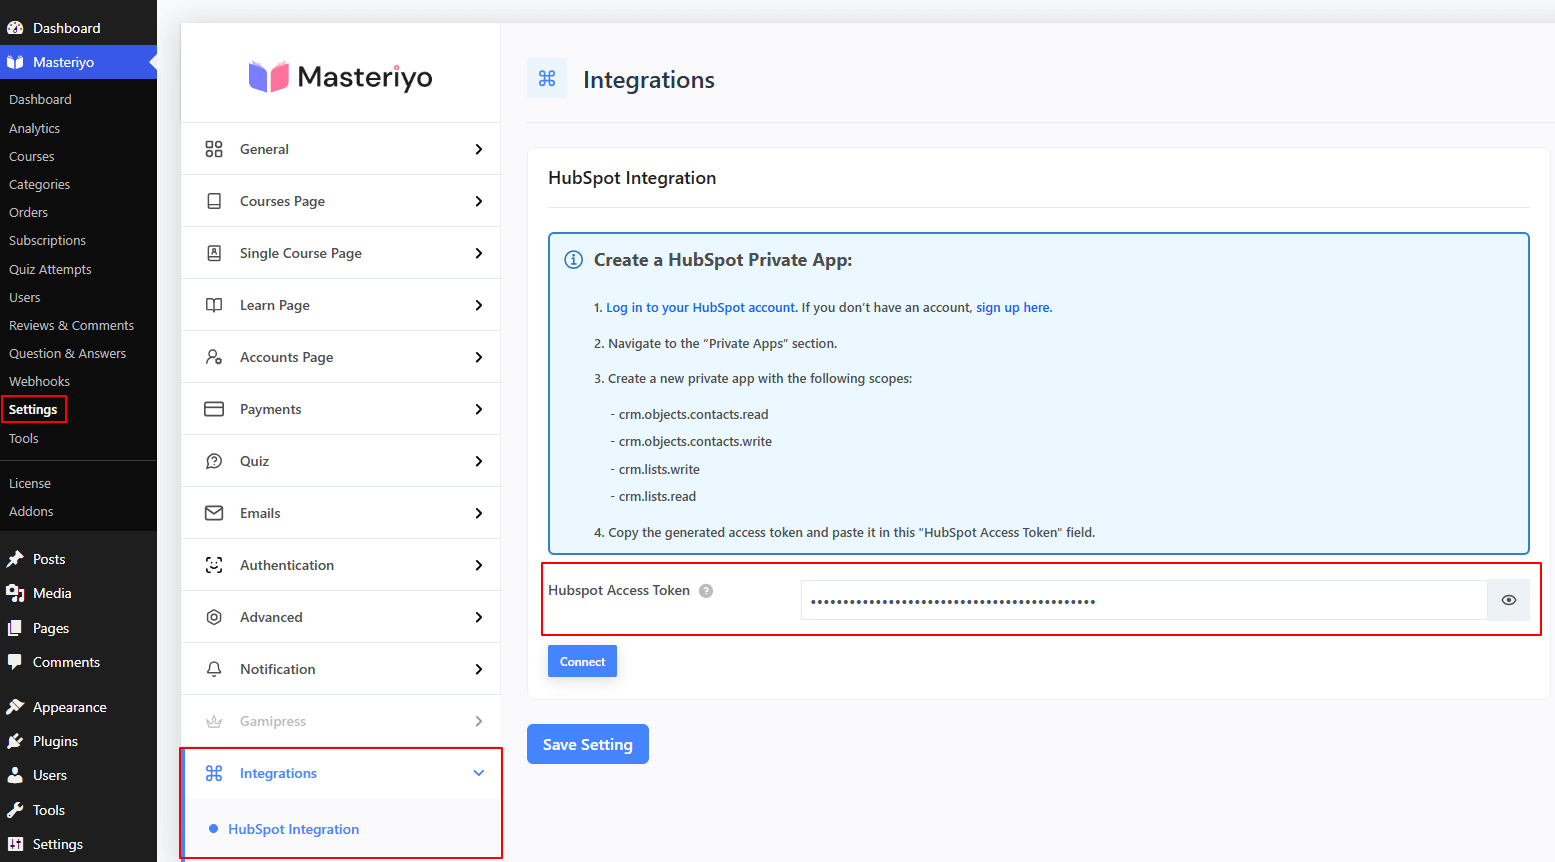 Dashboard
Masteriyo
Dashboard
Analytics
Courses
Categories
Orders
Subscriptions
Quiz Attempts
Users
Reviews & Comments
Question & Answers
Webhooks
Settings
Tools
License
Addons
Posts
Media
Pages
Comments
Appearance
Plugins
Users
Tools
Settings
Masteriyo
General
Courses Page
Single Course Page
Learn Page
Accounts Page
Payments
Quiz
Emails
Authentication
Advanced
Notification
Gamipress
Integrations
HubSpot Integration
Integrations
HubSpot Integration
Create a HubSpot Private App:
1. Log in to your HubSpot account. If you don’t have an account, sign up here.
2. Navigate to the “Private Apps” section.
3. Create a new private app with the following scopes:
- crm.objects.contacts.read
- crm.objects.contacts.write
- crm.lists.write
- crm.lists.read
4. Copy the generated access token and paste it in this "HubSpot Access Token" field.
Hubspot Access Token
Connect
Save Setting